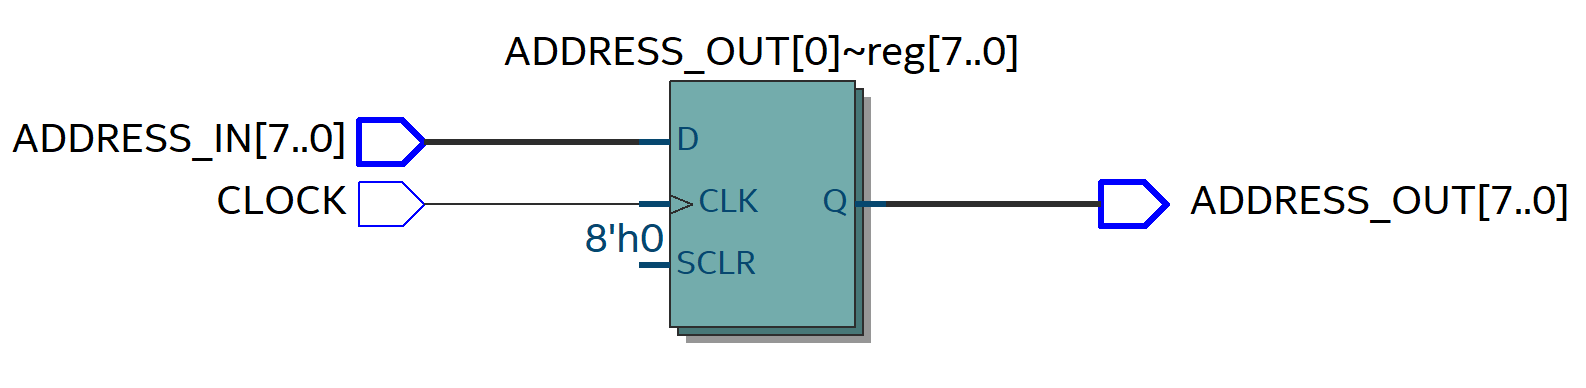 ADDRESS_OUT[0]~reg[7..0]
ADDRESS_IN[7..0]
D
CLOCK
CLK
Q
ADDRESS_OUT[7..0]
8'h0
SCLR